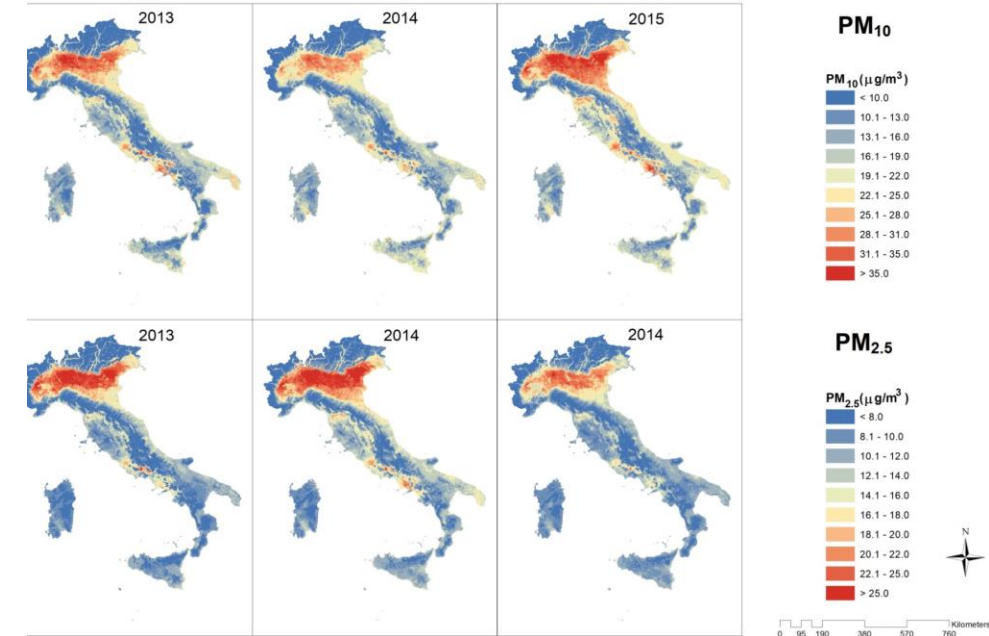 2013
2014
2015
PM10
PM10(μg/m³)
< 10.0
10.1 - 13.0
13.1 - 16.0
16.1 - 19.0
19.1 - 22.0
22.1 - 25.0
25.1 - 28.0
28.1 - 31.0
31.1 - 35.0
> 35.0
2013
2014
2014
PM2.5
PM2.5(μg/m³)
< 8.0
8.1 - 10.0
10.1 - 12.0
12.1 - 14.0
14.1 - 16.0
16.1 - 18.0
18.1 - 20.0
20.1 - 22.0
22.1 - 25.0
> 25.0
N
Kilometers
0 95 190 380 570 760